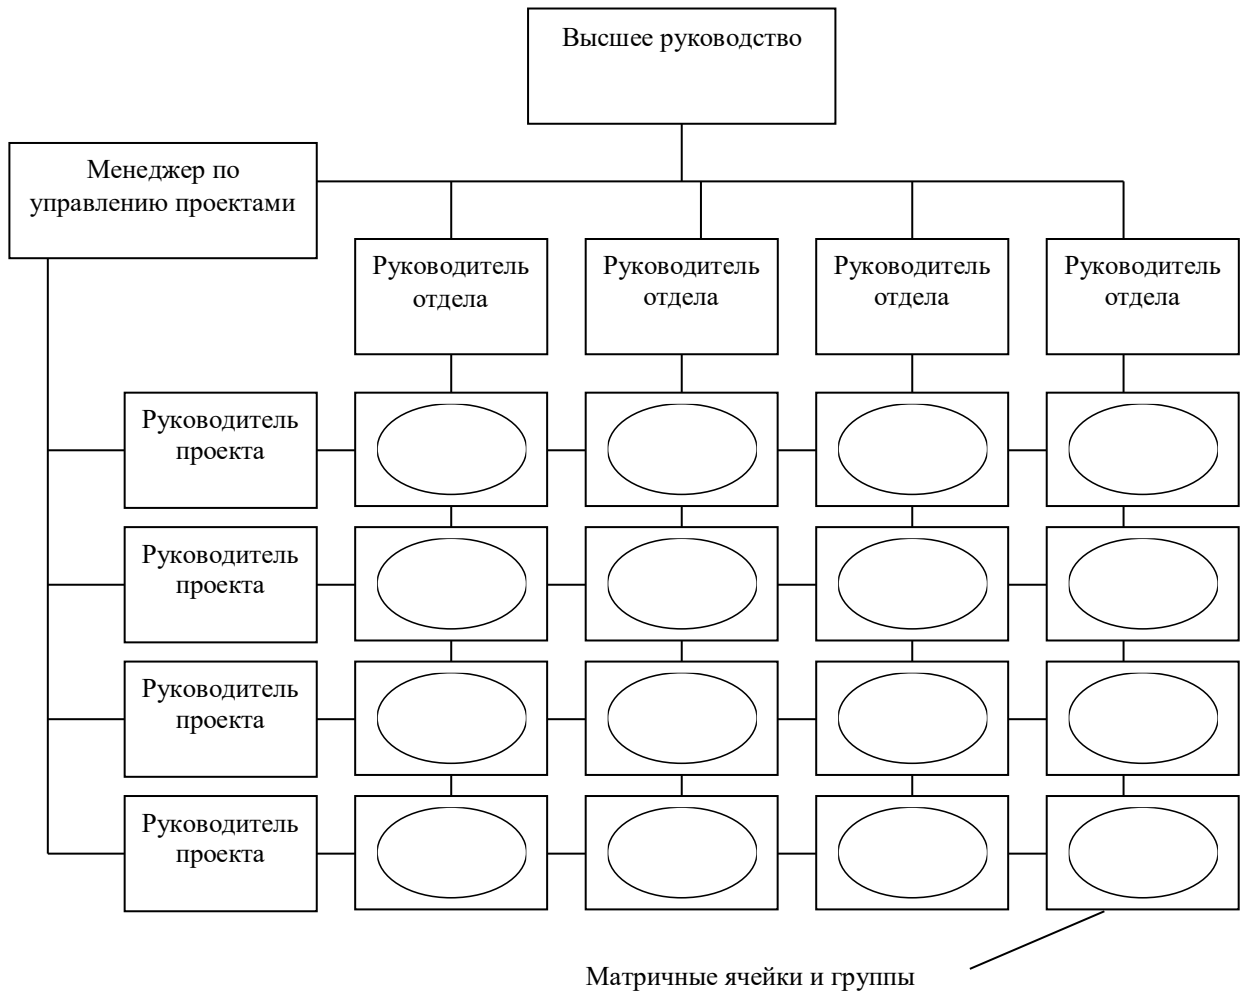 Высшее руководство
Менеджер по
управлению проектами
Руководитель
отдела
Руководитель
отдела
Руководитель
отдела
Руководитель
отдела
Руководитель
проекта
Руководитель
проекта
Руководитель
проекта
Руководитель
проекта
Матричные ячейки и группы